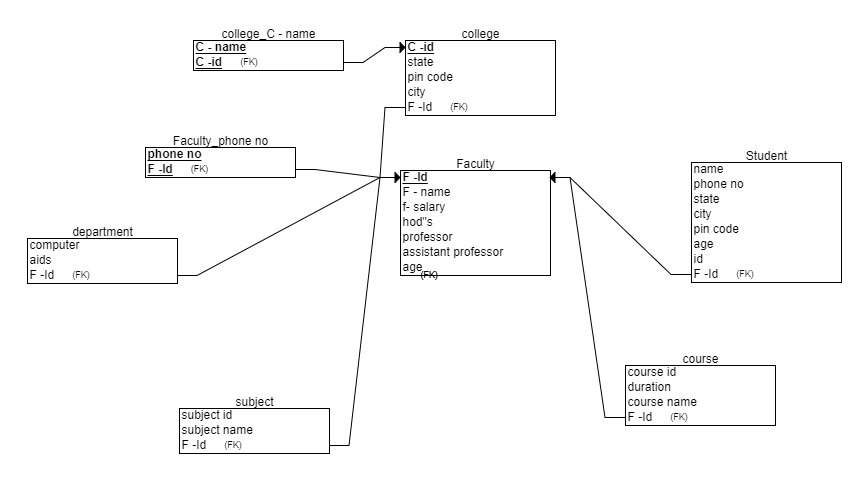 college_C - name
C - name
C -id (FK)
college
C -id
state
pin code
city
F -Id (FK)
Faculty_phone no
phone no
F -Id (FK)
Faculty
F -Id
F - name
f- salary
hod"s
professor
assistant professor
age
(FK)
Student
name
phone no
state
city
pin code
age
id
F -Id (FK)
department
computer
aids
F -Id (FK)
course
course id
duration
course name
F -Id (FK)
subject
subject id
subject name
F -Id (FK)